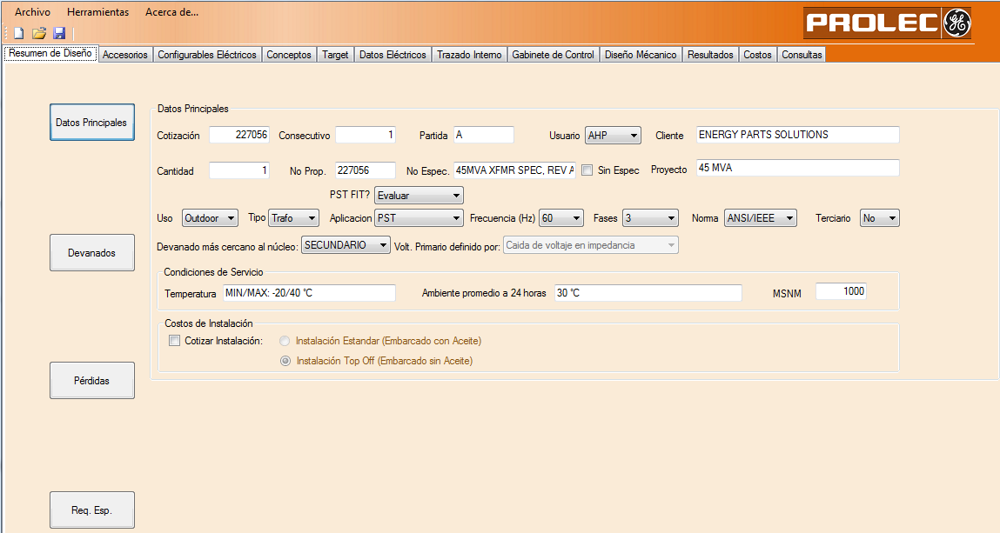 Archivo Herramientas Acerca de...
PROLEC GE
Resumen de Diseño Accesorios Configurables Eléctricos Conceptos Target Datos Eléctricos Trazado Interno Gabinete de Control Diseño Mécanico Resultados Costos Consultas
Datos Principales
Datos Principales
Cotización 227056 Consecutivo 1 Partida A Usuario AHP Cliente ENERGY PARTS SOLUTIONS
Cantidad 1 No Prop. 227056 No Espec. 45MVA XFMR SPEC, REV A Sin Espec Proyecto 45 MVA
PST FIT? Evaluar
Uso Outdoor Tipo Trafo Aplicacion PST Frecuencia (Hz) 60 Fases 3 Norma ANSI/IEEE Terciario No
Devanado más cercano al núcleo: SECUNDARIO Volt. Primario definido por: Caida de voltaje en impedancia
Devanados
Condiciones de Servicio
Temperatura MIN/MAX: -20/40 °C Ambiente promedio a 24 horas 30 °C MSNM 1000
Costos de Instalación
Cotizar Instalación: Instalación Estandar (Embarcado con Aceite)
Instalación Top Off (Embarcado sin Aceite)
Pérdidas
Req. Esp.